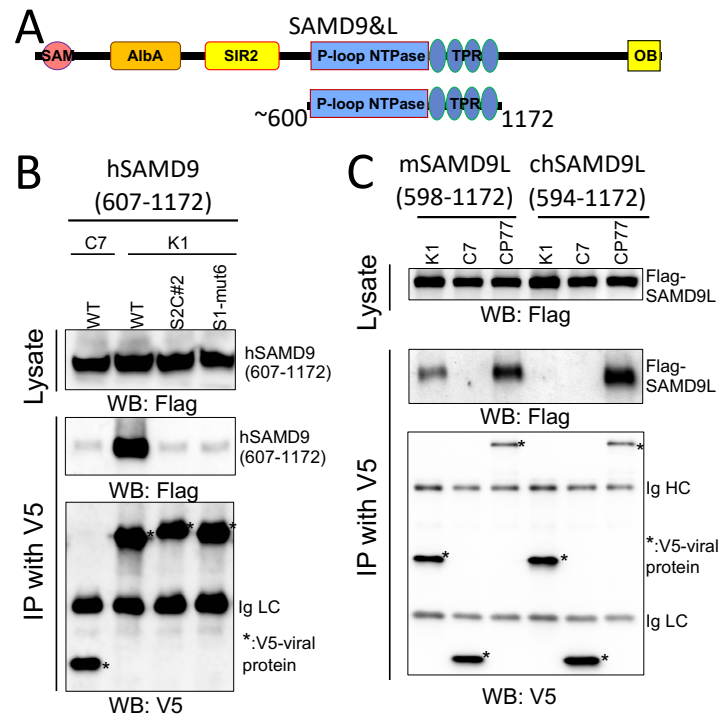 A
SAMD9&L
SAM AlbA SIR2 P-loop NTPase TPR OB
~600 P-loop NTPase TPR 1172
B
hSAMD9
(607-1172)
C7 K1
WT WT S2C#2 S1-mut6
Lysate
hSAMD9
(607-1172)
WB: Flag
IP with V5
hSAMD9
(607-1172)
WB: Flag
* * *
Ig LC
*:V5-viral
protein
*
WB: V5
C
mSAMD9L chSAMD9L
(598-1172) (594-1172)
K1 C7 CP77 K1 C7 CP77
Lysate
Flag-
SAMD9L
WB: Flag
IP with V5
Flag-
SAMD9L
WB: Flag
* *
Ig HC
*:V5-viral
protein
* *
Ig LC
* *
WB: V5